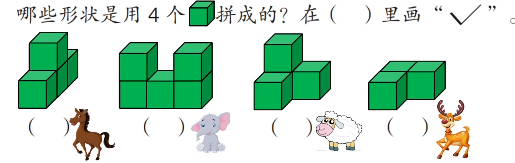 哪些形状是用 4 个拼成的？在（ ）里画“✓”。
（ ） （ ） （ ） （ ）